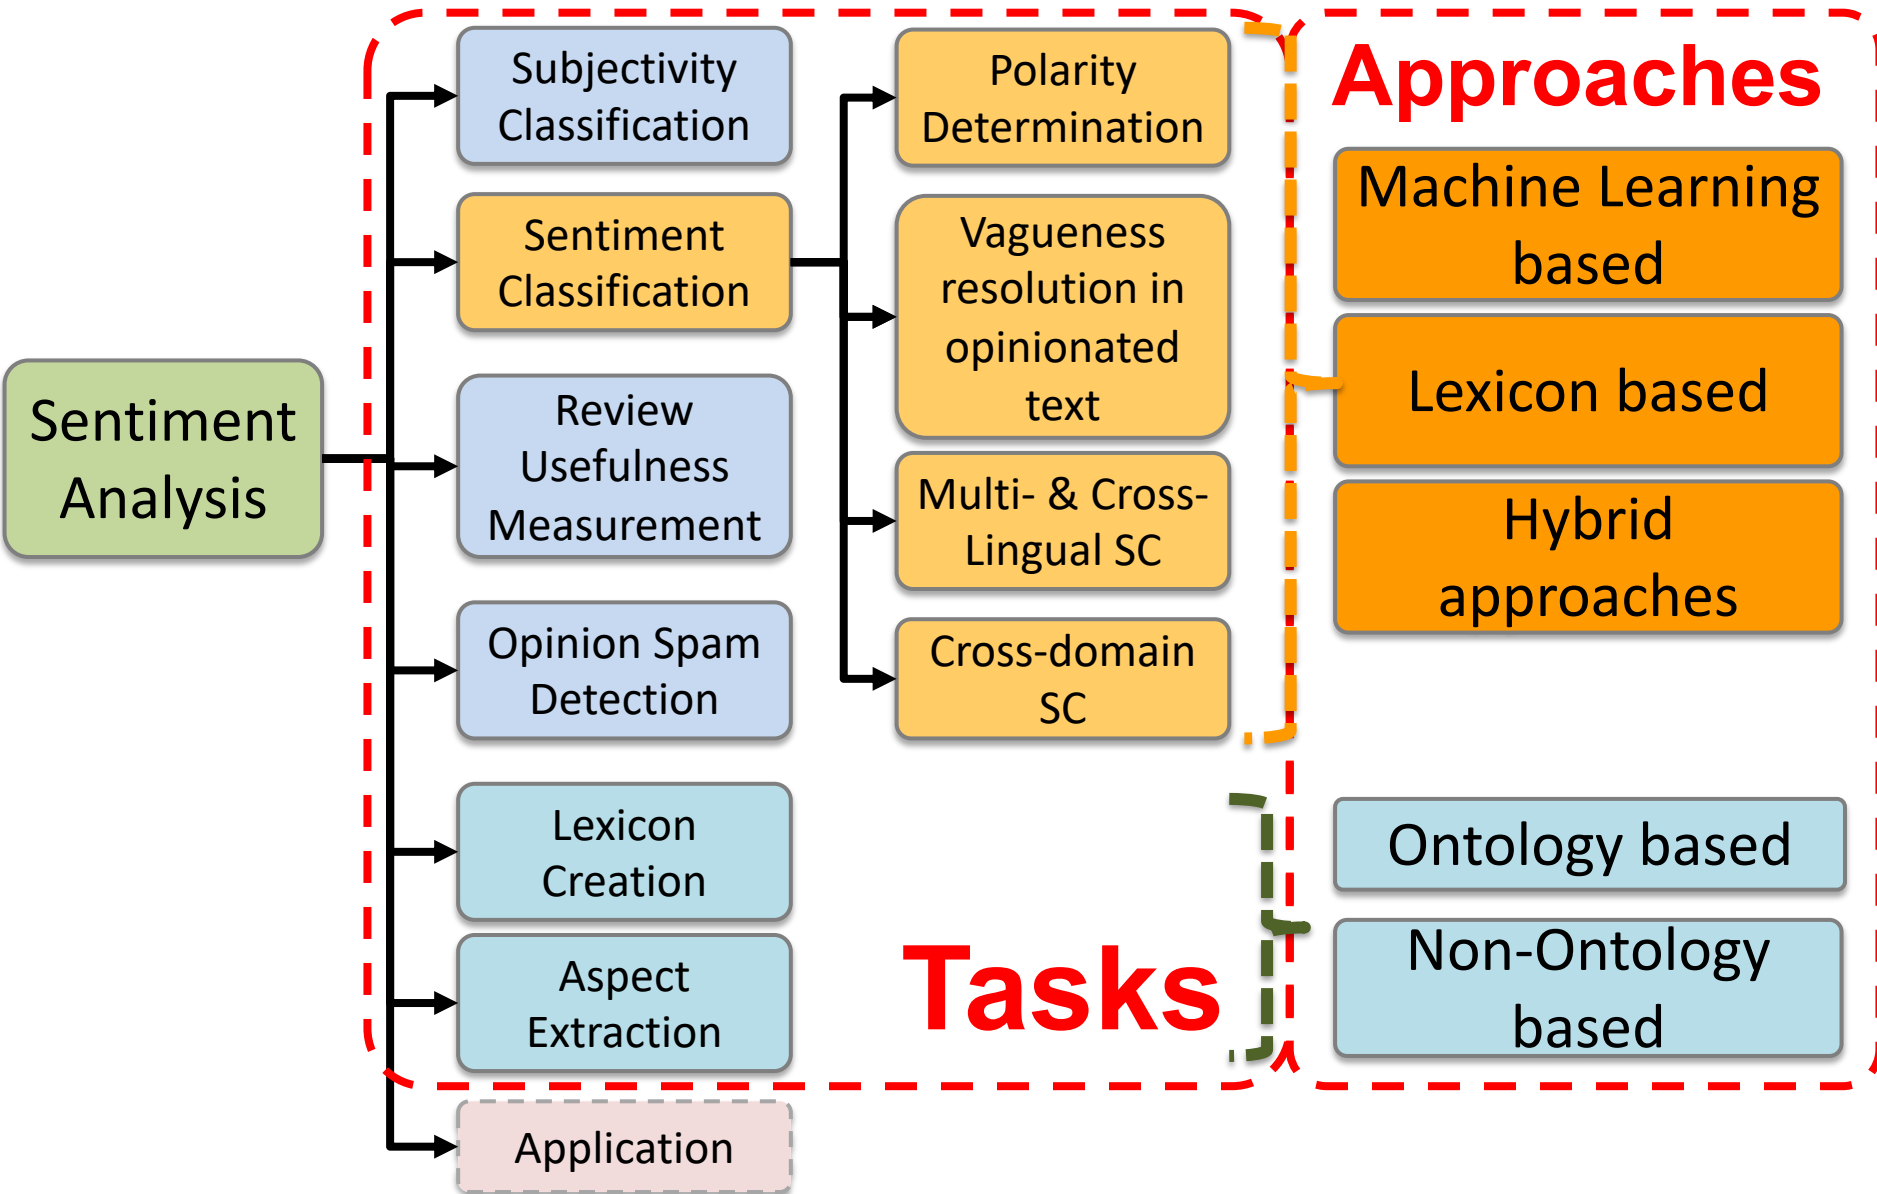 Sentiment
Analysis
Subjectivity
Classification
Sentiment
Classification
Review
Usefulness
Measurement
Opinion Spam
Detection
Lexicon
Creation
Aspect
Extraction
Application
Polarity
Determination
Vagueness
resolution in
opinionated
text
Multi- & Cross-
Lingual SC
Cross-domain
SC
Tasks
Approaches
Machine Learning
based
Lexicon based
Hybrid
approaches
Ontology based
Non-Ontology
based